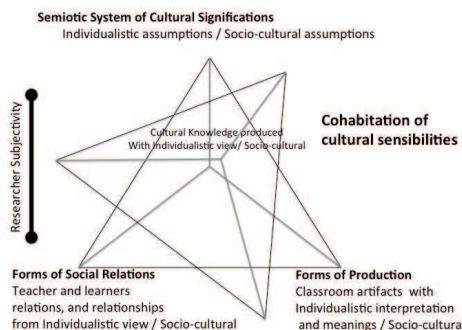 Semiotic System of Cultural Significations
Individualistic assumptions / Socio-cultural assumptions
Cultural Knowledge produced
With Individualistic view/ Socio-cultural
Cohabitation of
cultural sensibilities
Researcher Subjectivity
Forms of Social Relations
Teacher and learners
relations, and relationships
from Individualistic view / Socio-cultural
Forms of Production
Classroom artifacts with
Individualistic interpretation
and meanings / Socio-cultura